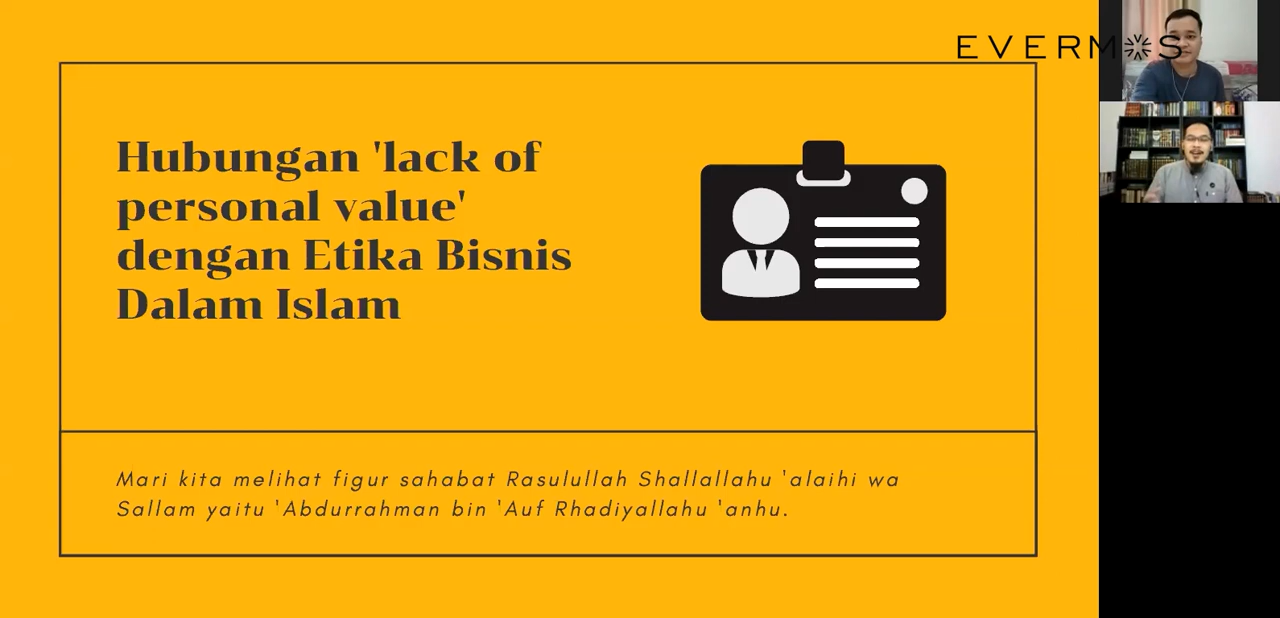 EVERMOS
Hubungan 'lack of
personal value'
dengan Etika Bisnis
Dalam Islam
Mari kita melihat figur sahabat Rasulullah Shallallahu 'alaihi wa
Sallam yaitu 'Abdurrahman bin 'Auf Rhadiyallahu 'anhu.